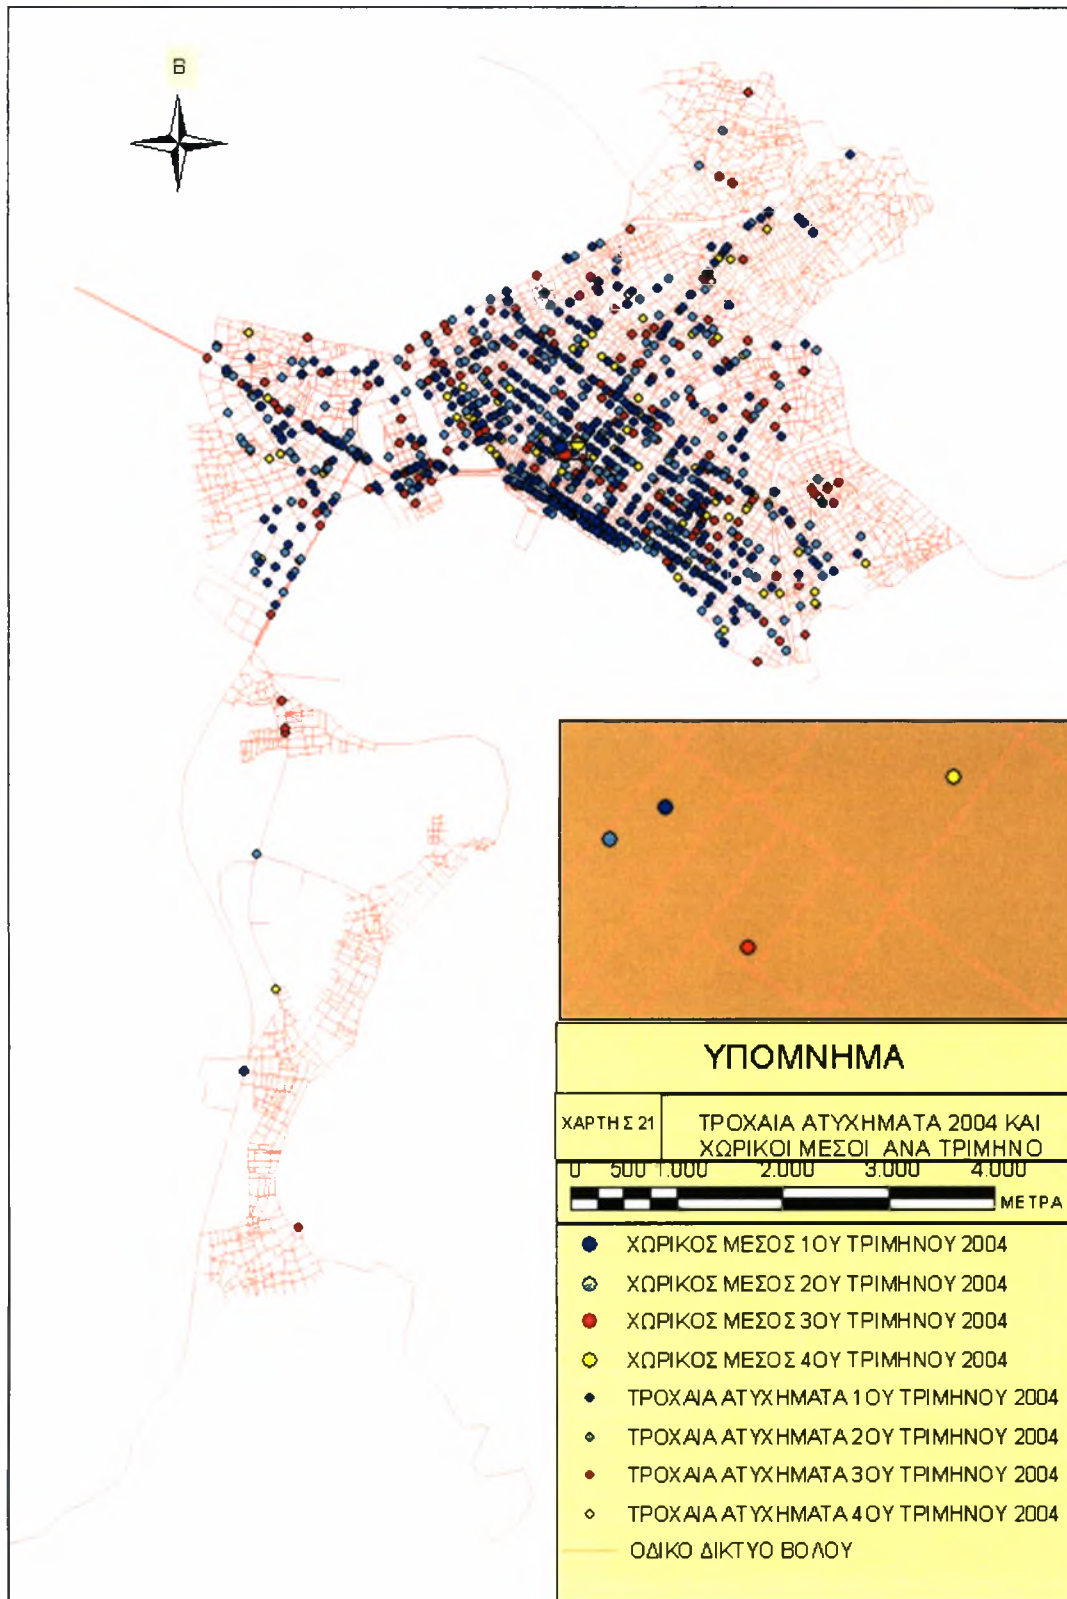 Β
ΥΠΟΜΝΗΜΑ
ΧΑΡΤΗΣ 21
ΤΡΟΧΑΙΑ ΑΤΥΧΗΜΑΤΑ 2004 ΚΑΙ
ΧΩΡΙΚΟΙ ΜΕΣΟΙ ΑΝΑ ΤΡΙΜΗΝΟ
0 500 1.000 2.000 3.000 4.000
ΜΕΤΡΑ
ΧΩΡΙΚΟΣ ΜΕΣΟΣ 1ΟΥ ΤΡΙΜΗΝΟΥ 2004
ΧΩΡΙΚΟΣ ΜΕΣΟΣ 2ΟΥ ΤΡΙΜΗΝΟΥ 2004
ΧΩΡΙΚΟΣ ΜΕΣΟΣ 3ΟΥ ΤΡΙΜΗΝΟΥ 2004
ΧΩΡΙΚΟΣ ΜΕΣΟΣ 4ΟΥ ΤΡΙΜΗΝΟΥ 2004
ΤΡΟΧΑΙΑ ΑΤΥΧΗΜΑΤΑ 1ΟΥ ΤΡΙΜΗΝΟΥ 2004
ΤΡΟΧΑΙΑ ΑΤΥΧΗΜΑΤΑ 2ΟΥ ΤΡΙΜΗΝΟΥ 2004
ΤΡΟΧΑΙΑ ΑΤΥΧΗΜΑΤΑ 3ΟΥ ΤΡΙΜΗΝΟΥ 2004
ΤΡΟΧΑΙΑ ΑΤΥΧΗΜΑΤΑ 4ΟΥ ΤΡΙΜΗΝΟΥ 2004
ΟΔΙΚΟ ΔΙΚΤΥΟ ΒΟΛΟΥ